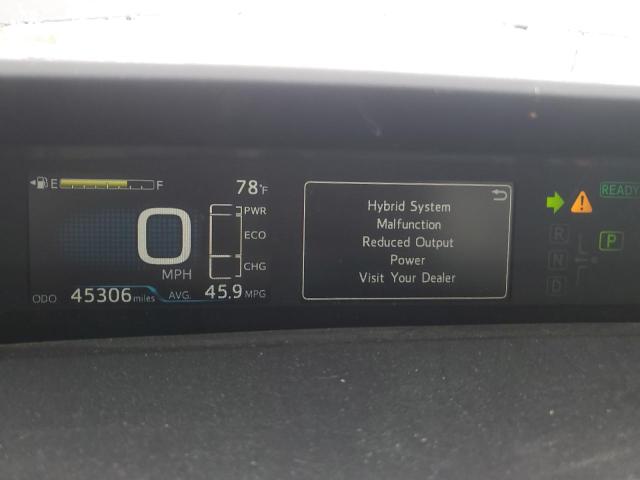 E F
78°F
PWR
ECO
CHG
0
MPH
ODO 45306 miles AVG. 45.9 MPG
Hybrid System
Malfunction
Reduced Output
Power
Visit Your Dealer
READY
R
N
D
P